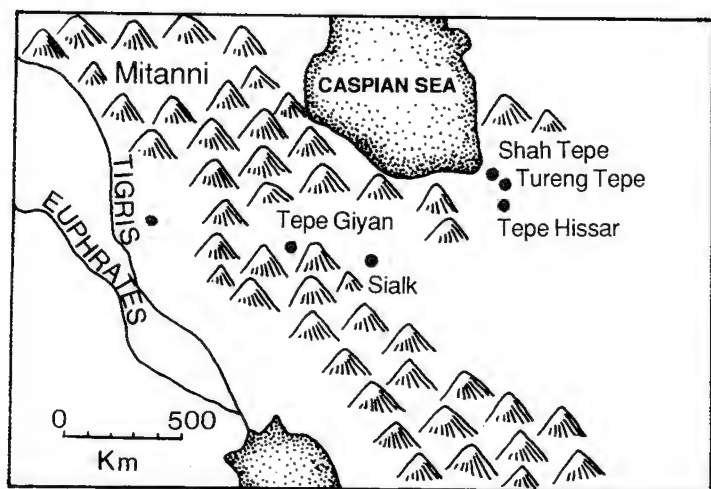 Mitanni
CASPIAN SEA
Shah Tepe
Tureng Tepe
Tepe Hissar
TIGRIS
EUPHRATES
Tepe Giyan
Sialk
0 500
Km